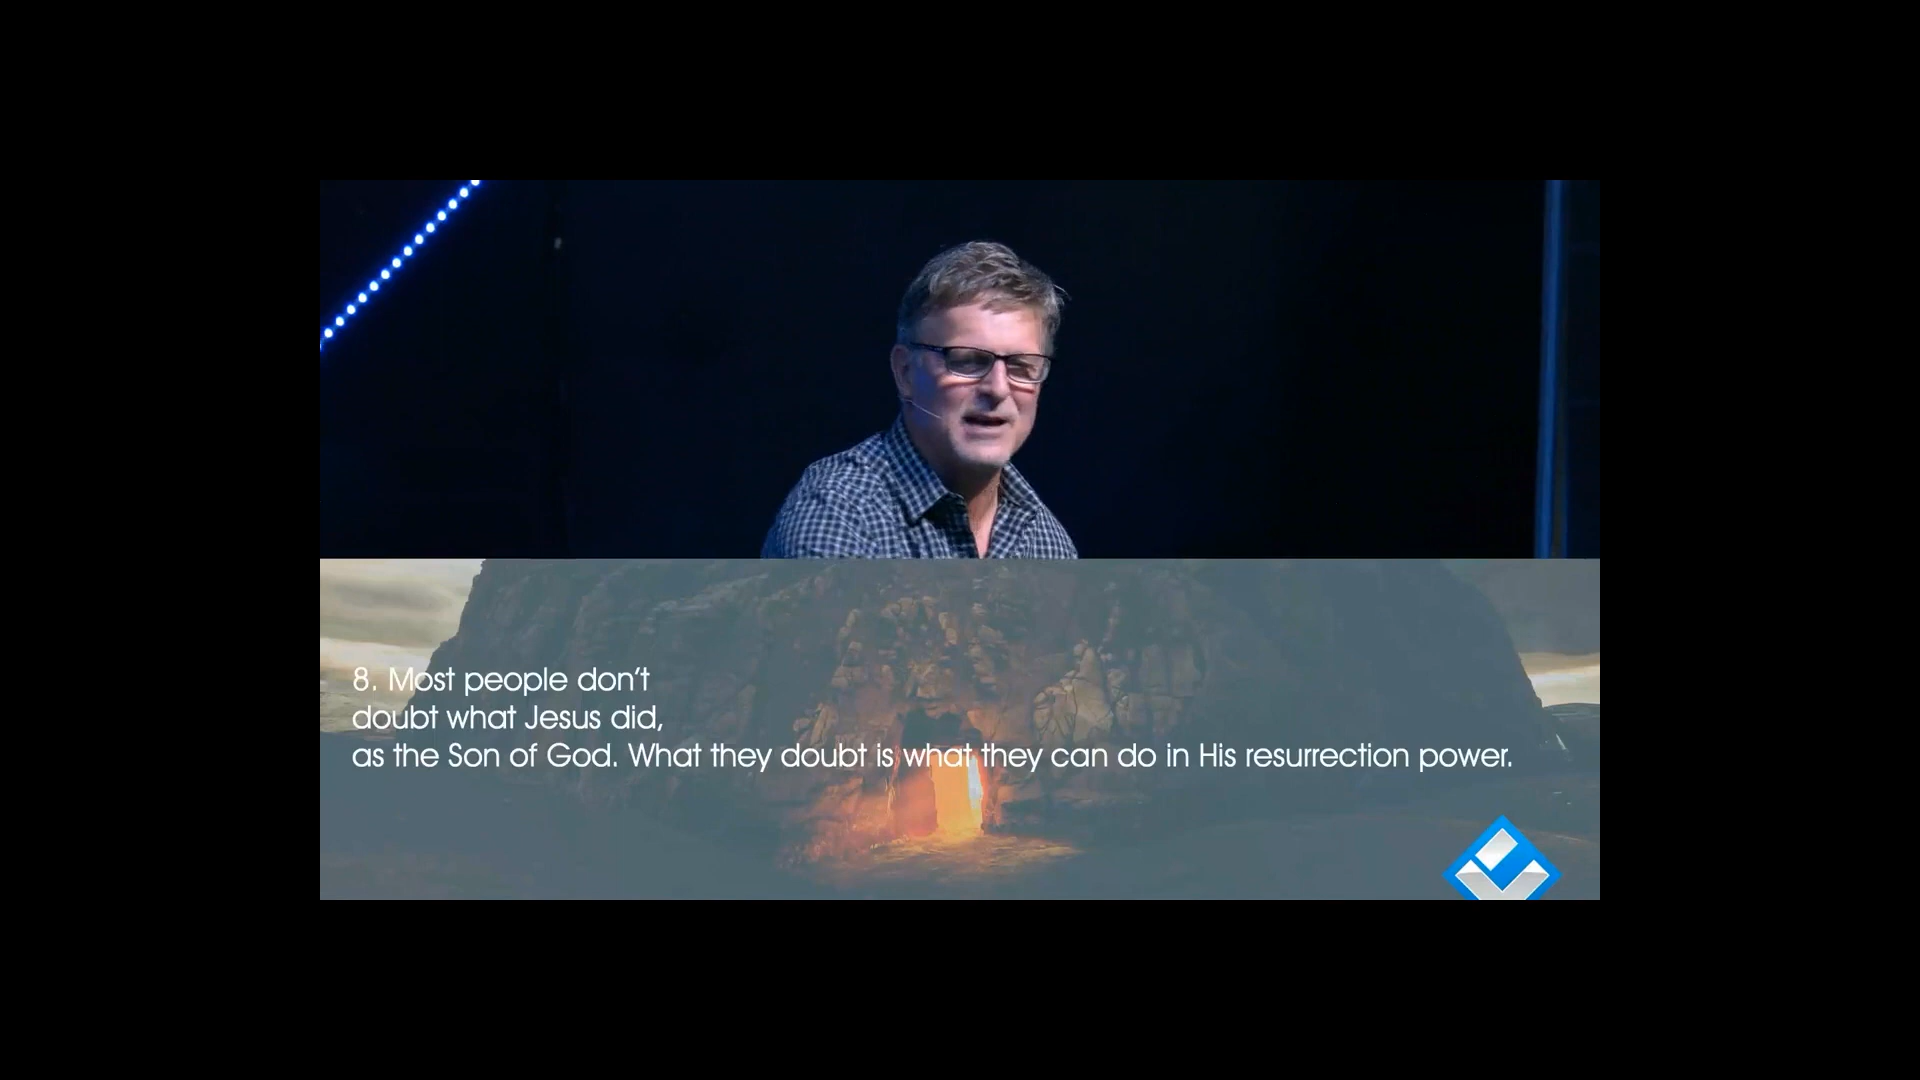 8. Most people don't
doubt what Jesus did,
as the Son of God. What they doubt is what they can do in His resurrection power.